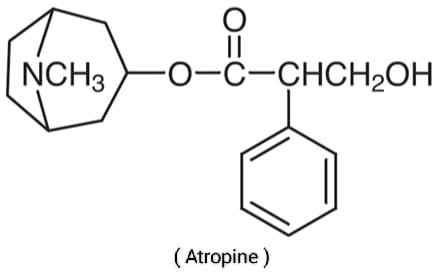 O
NCH₃ O C CHCH₂OH
( Atropine )